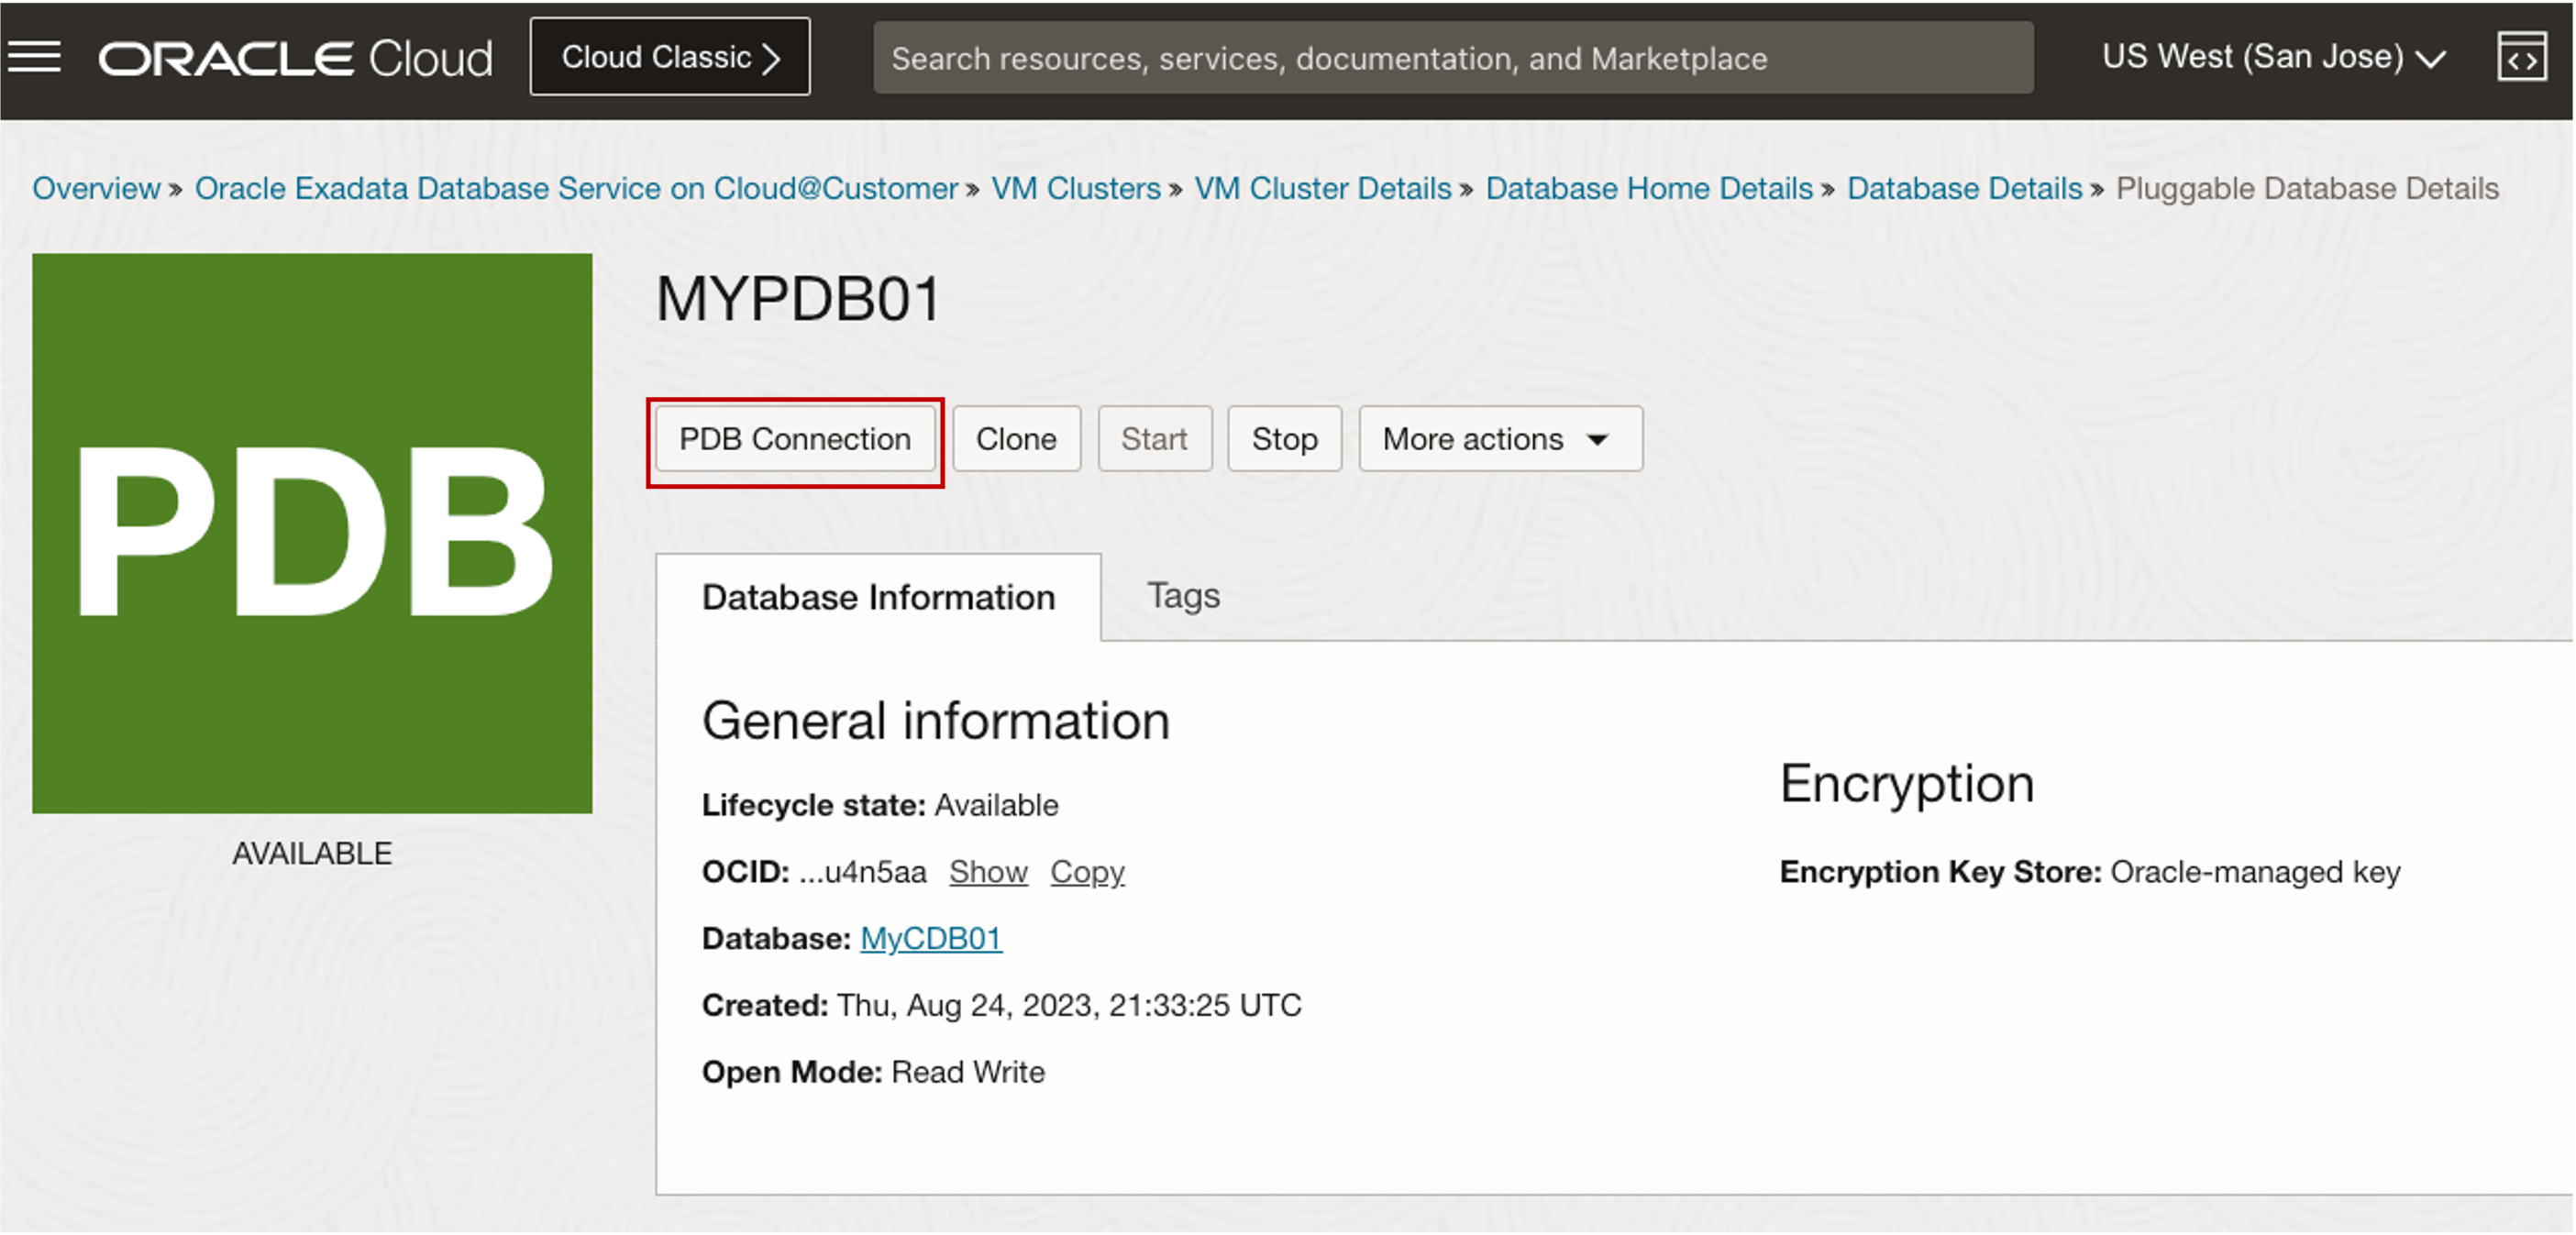 ORACLE Cloud Cloud Classic > Search resources, services, documentation, and Marketplace US West (San Jose)
Overview » Oracle Exadata Database Service on Cloud@Customer » VM Clusters » VM Cluster Details » Database Home Details » Database Details » Pluggable Database Details
PDB
AVAILABLE
MYPDB01
PDB Connection Clone Start Stop More actions
Database Information Tags
General information
Lifecycle state: Available
OCID: ...u4n5aa Show Copy
Database: MyCDB01
Created: Thu, Aug 24, 2023, 21:33:25 UTC
Open Mode: Read Write
Encryption
Encryption Key Store: Oracle-managed key